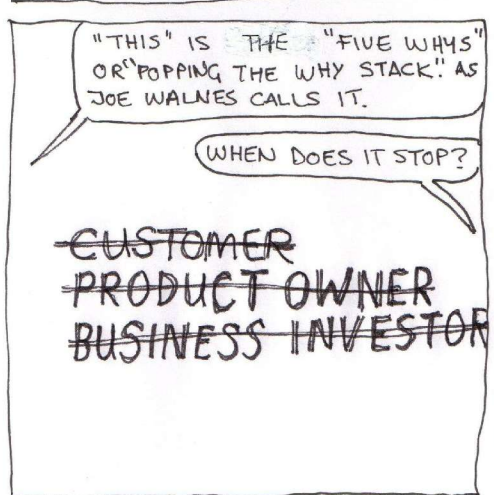 "THIS" IS THE "FIVE WHYS"
OR "POPPING THE WHY STACK". AS
JOE WALNES CALLS IT.
WHEN DOES IT STOP?
CUSTOMER
PRODUCT OWNER
BUSINESS INVESTOR